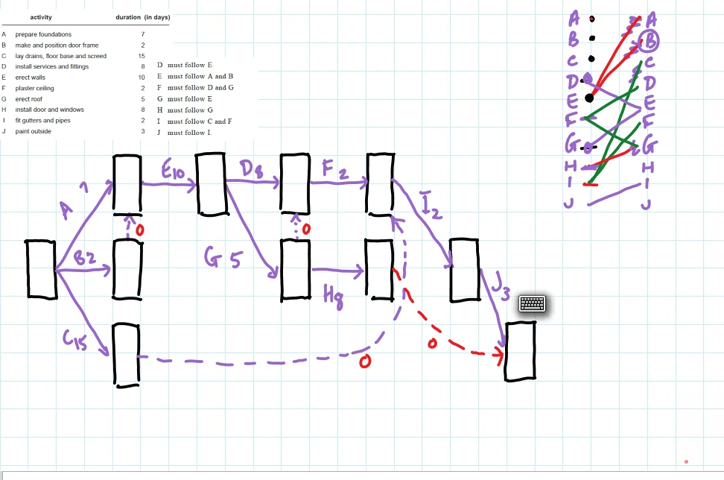 activity duration (in days)
A prepare foundations 7
B make and position door frame 2
C lay drains, floor base and screed 15
D install services and fittings 8
E erect walls 10
F plaster ceiling 2
G erect roof 5
H install door and windows 8
I fit gutters and pipes 2
J paint outside 3
D must follow E
E must follow A and B
F must follow D and G
G must follow E
H must follow G
I must follow C and F
J must follow I.
A A
B B
C C
D D
E E
F F
G G
H H
I I
J J
A 7
E10
D8
F2
I2
B2
0
0
G 5
H8
J3
C15
0
0